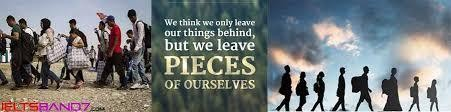 We think we only leave
our things behind,
but we leave
PIECES
OF OURSELVES
IELTSBAND7